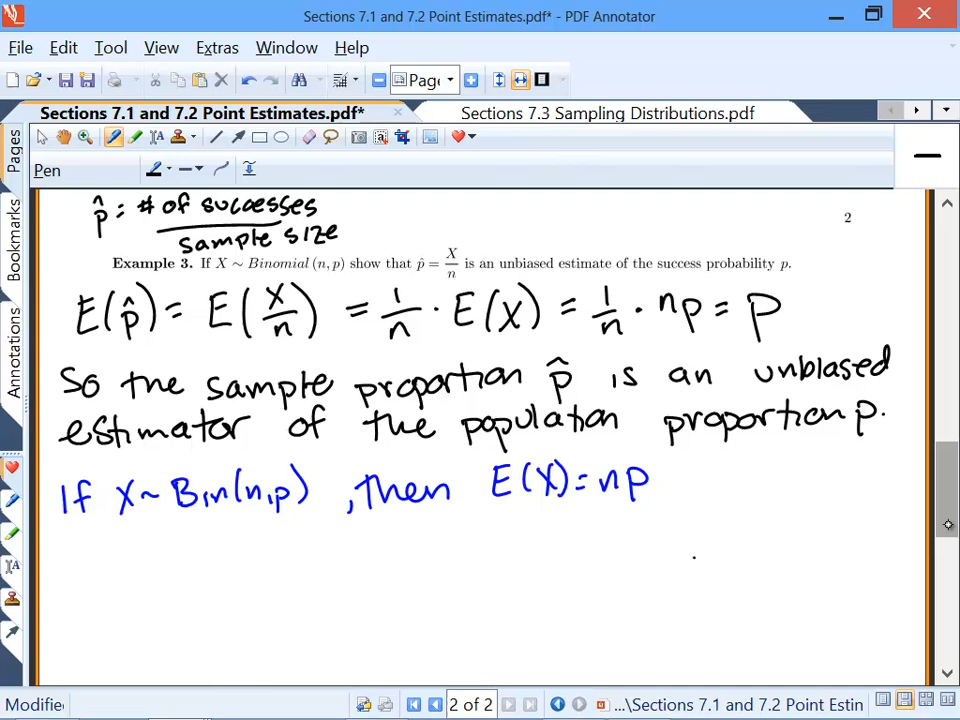 Sections 7.1 and 7.2 Point Estimates.pdf* - PDF Annotator
File Edit Tool View Extras Window Help
Page
Sections 7.1 and 7.2 Point Estimates.pdf*
Sections 7.3 Sampling Distributions.pdf
Pen
Pages
Bookmarks
Annotations
p̂ = # of successes / sample size
2
Example 3. If X ~ Binomial (n, p) show that p̂ = X/n is an unbiased estimate of the success probability p.
E(p̂) = E(X/n) = 1/n · E(X) = 1/n · np = p
So the sample proportion p̂ is an unbiased
estimator of the population proportion p.
If X ~ Bin(n,p) , then E(X) = np
Modifie
2 of 2
...\Sections 7.1 and 7.2 Point Estin